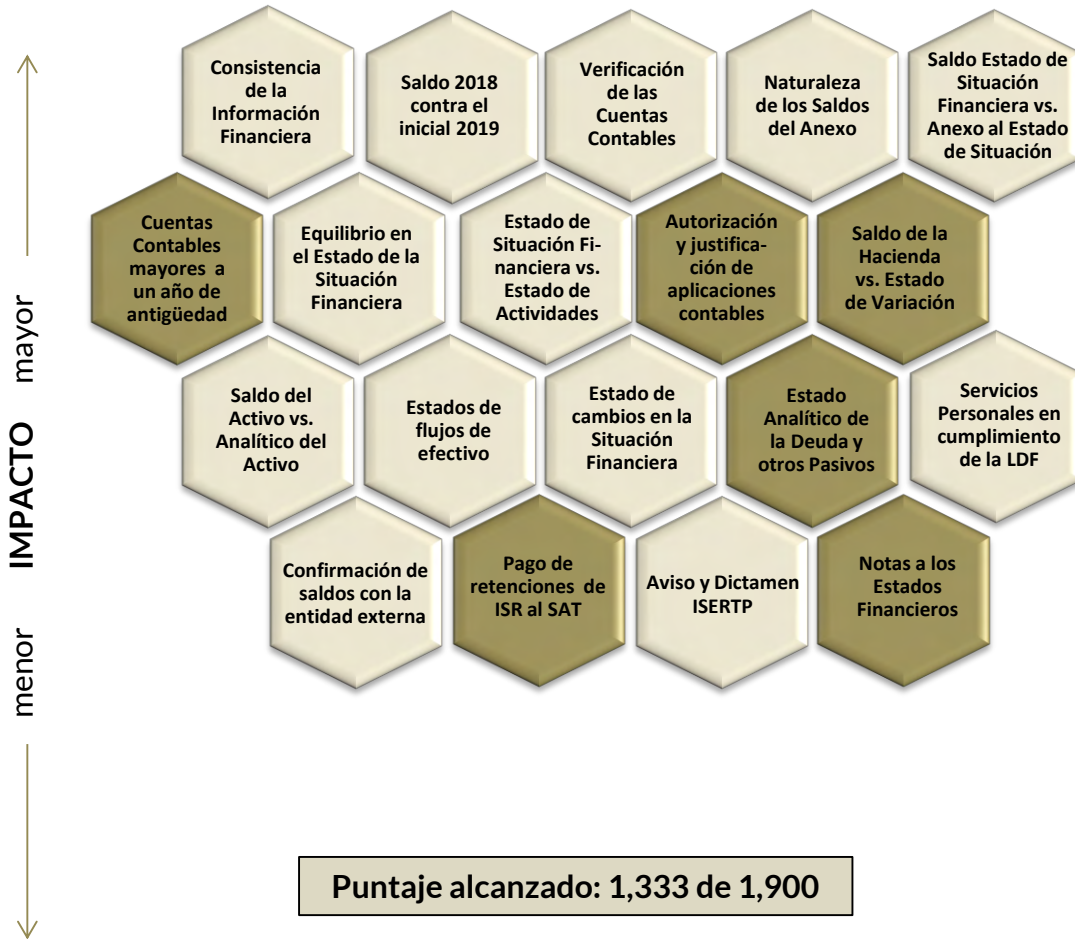 Consistencia
de la
Información
Financiera
Saldo 2018
contra el
inicial 2019
Verificación
de las
Cuentas
Contables
Naturaleza
de los Saldos
del Anexo
Saldo Estado de
Situación
Financiera vs.
Anexo al Estado
de Situación
Cuentas
Contables
mayores a
un año de
antigüedad
Equilibrio en
el Estado de la
Situación
Financiera
Estado de
Situación Fi-
nanciera vs.
Estado de
Actividades
Autorización
y justifica-
ción de
aplicaciones
contables
Saldo de la
Hacienda
vs. Estado
de Variación
Saldo del
Activo vs.
Analítico del
Activo
Estados de
flujos de
efectivo
Estado de
cambios en la
Situación
Financiera
Estado
Analítico de
la Deuda y
otros Pasivos
Servicios
Personales en
cumplimiento
de la LDF
Confirmación de
saldos con la
entidad externa
Pago de
retenciones de
ISR al SAT
Aviso y Dictamen
ISERTP
Notas a los
Estados
Financieros
menor IMPACTO mayor
Puntaje alcanzado: 1,333 de 1,900